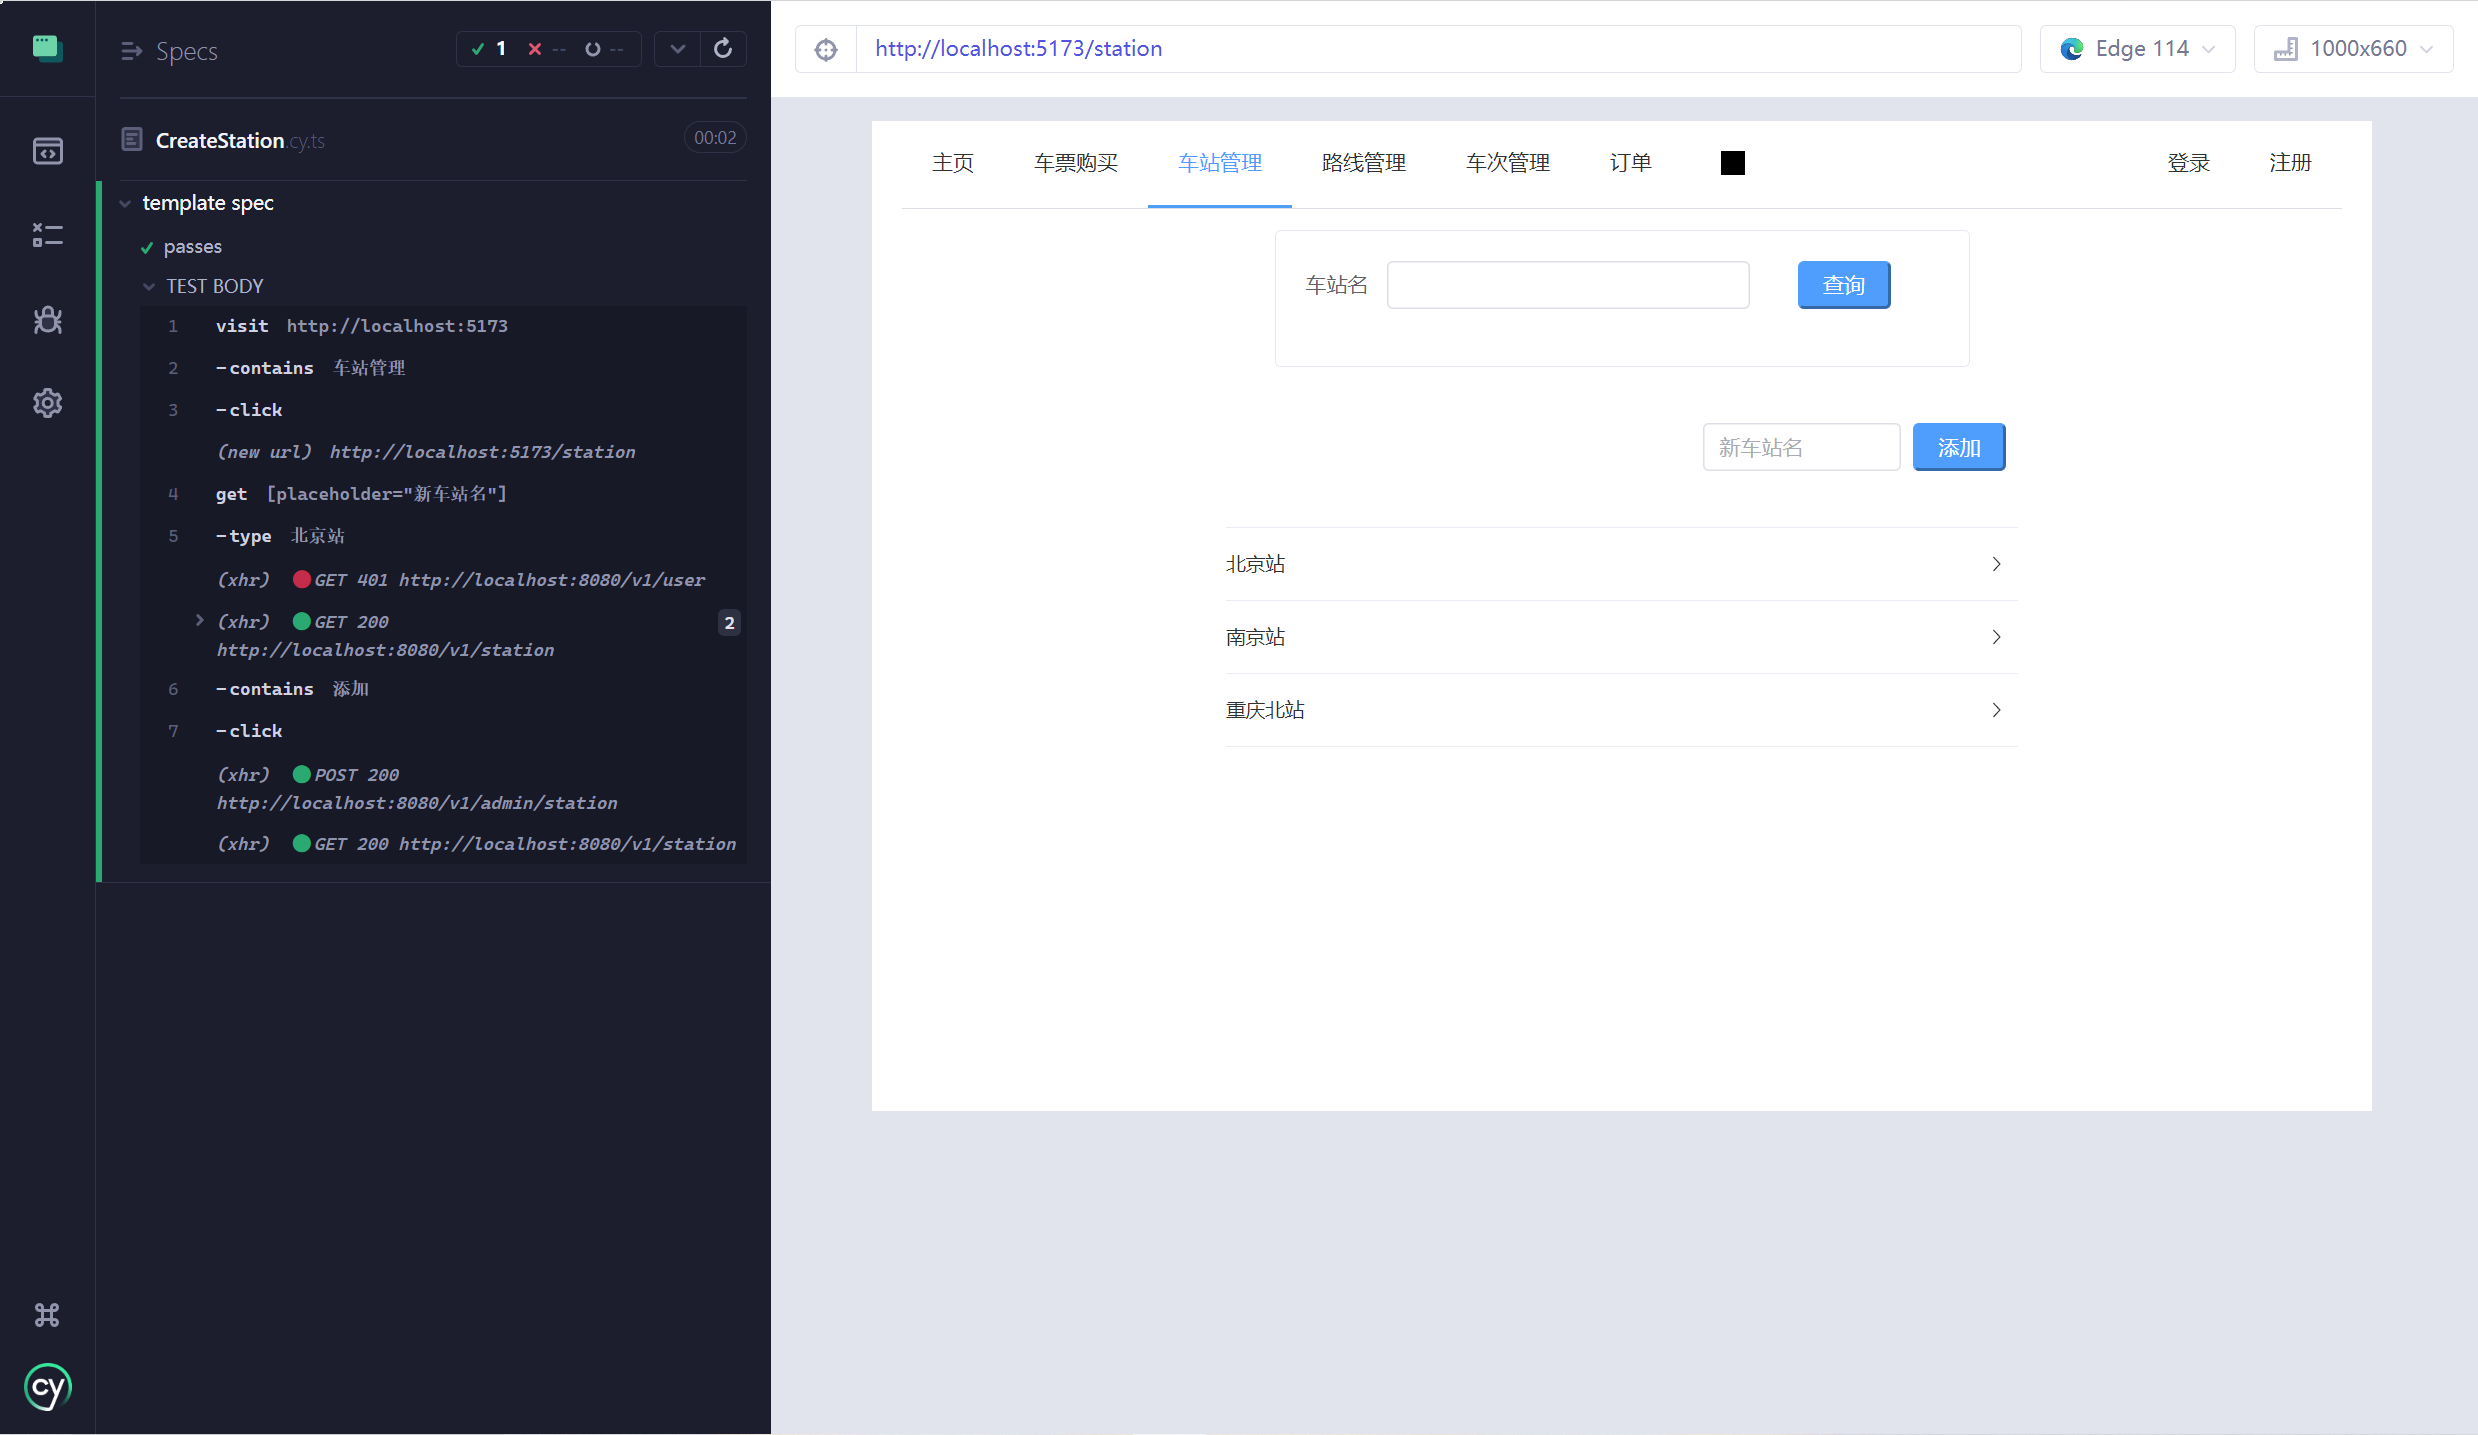 Specs
1 -- --
CreateStation.cy.ts 00:02
template spec
passes
TEST BODY
1 visit http://localhost:5173
2 -contains 车站管理
3 -click
(new url) http://localhost:5173/station
4 get [placeholder="新车站名"]
5 -type 北京站
(xhr) GET 401 http://localhost:8080/v1/user
(xhr) GET 200 2
http://localhost:8080/v1/station
6 -contains 添加
7 -click
(xhr) POST 200
http://localhost:8080/v1/admin/station
(xhr) GET 200 http://localhost:8080/v1/station
cy
http://localhost:5173/station Edge 114 1000x660
主页 车票购买 车站管理 路线管理 车次管理 订单 登录 注册
车站名 查询
新车站名 添加
北京站
南京站
重庆北站